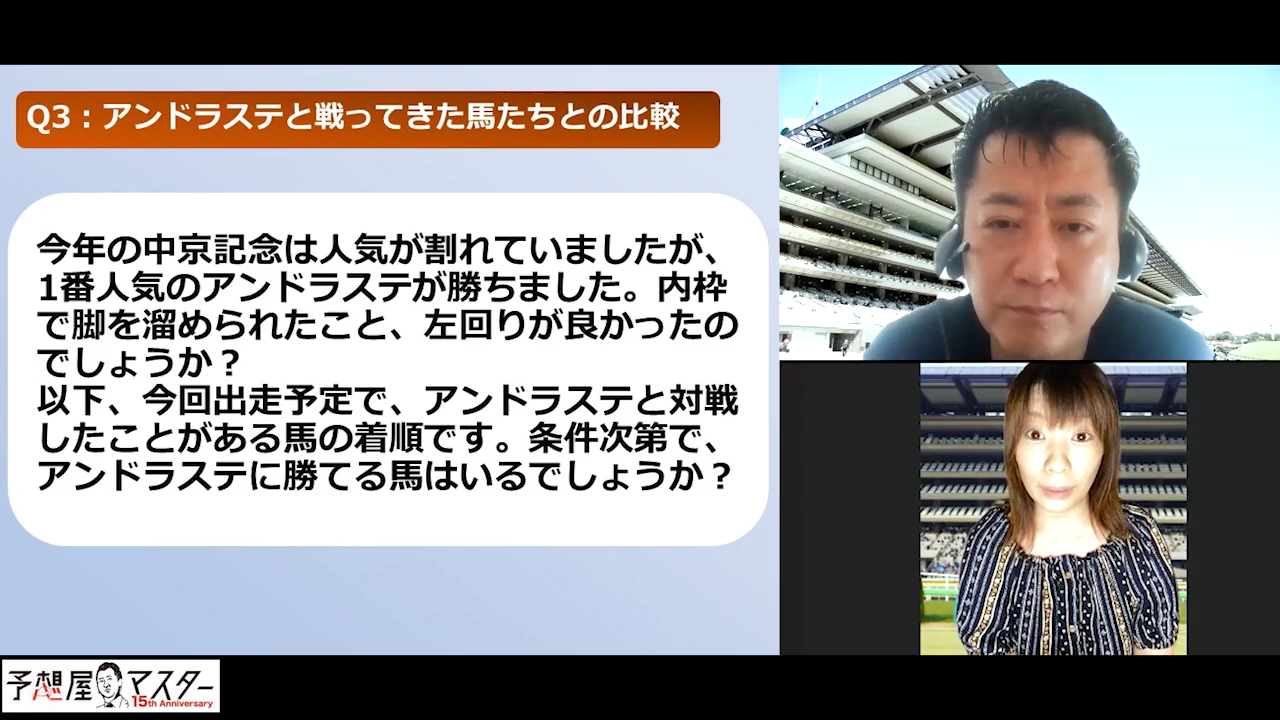 Q3：アンドラステと戦ってきた馬たちとの比較
今年の中京記念は人気が割れていましたが、
1番人気のアンドラステが勝ちました。内枠
で脚を溜められたこと、左回りが良かったの
でしょうか？
以下、今回出走予定で、アンドラステと対戦
したことがある馬の着順です。条件次第で、
アンドラステに勝てる馬はいるでしょうか？
予想屋マスター
15th Anniversary